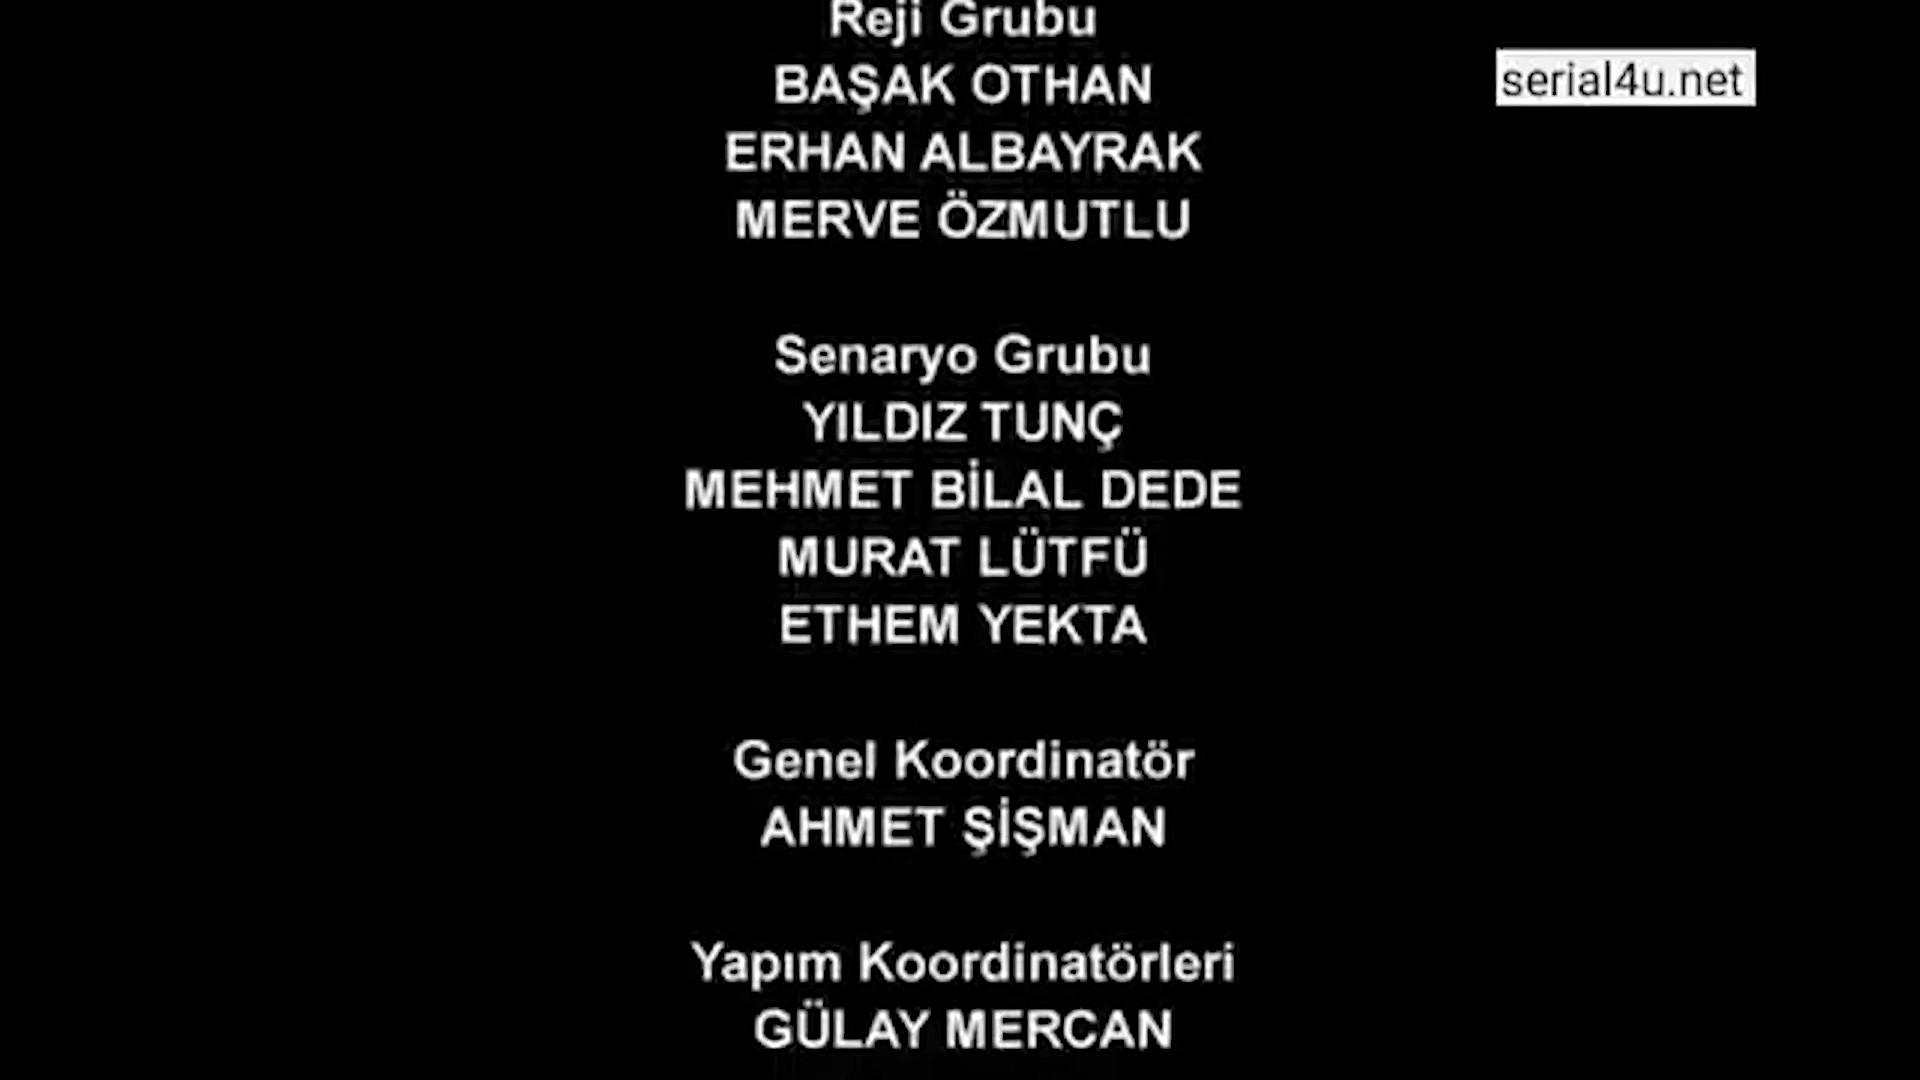 Reji Grubu
BAŞAK OTHAN
ERHAN ALBAYRAK
MERVE ÖZMUTLU
Senaryo Grubu
YILDIZ TUNÇ
MEHMET BİLAL DEDE
MURAT LÜTFÜ
ETHEM YEKTA
Genel Koordinatör
AHMET ŞİŞMAN
Yapım Koordinatörleri
GÜLAY MERCAN
serial4u.net